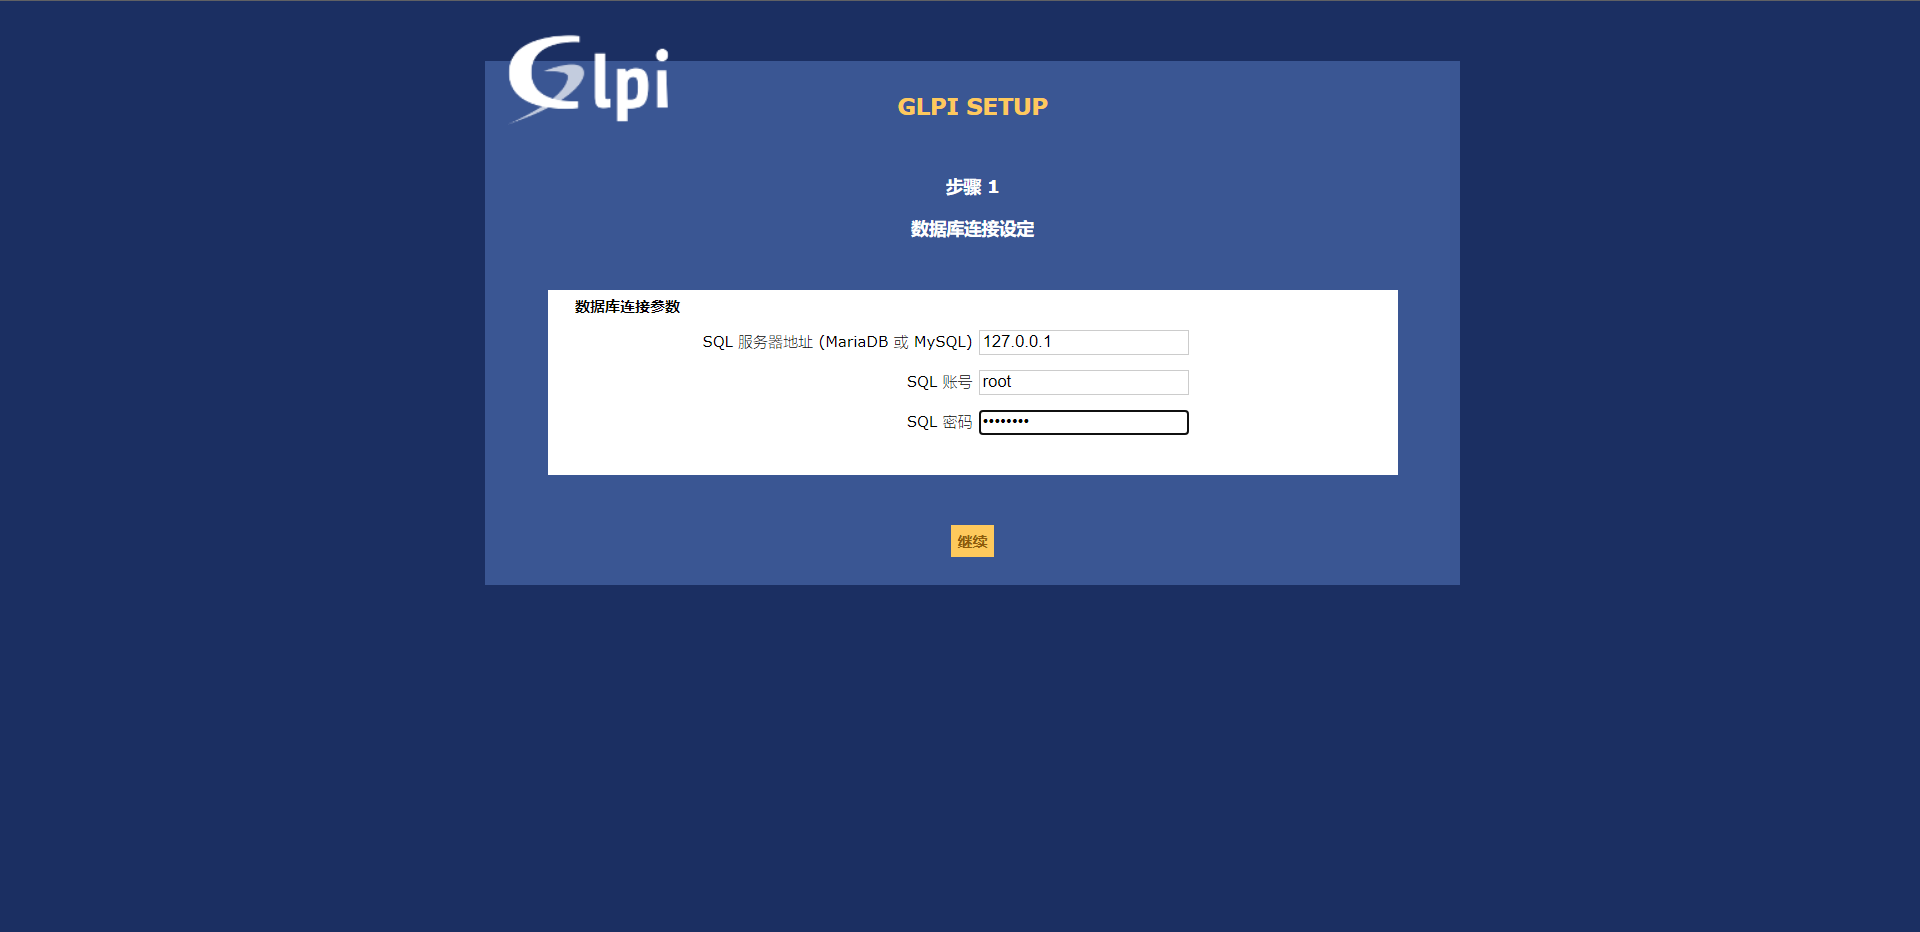 Glpi
GLPI SETUP
步骤 1
数据库连接设定
数据库连接参数
SQL 服务器地址 (MariaDB 或 MySQL) 127.0.0.1
SQL 账号 root
SQL 密码 ••••••••
继续